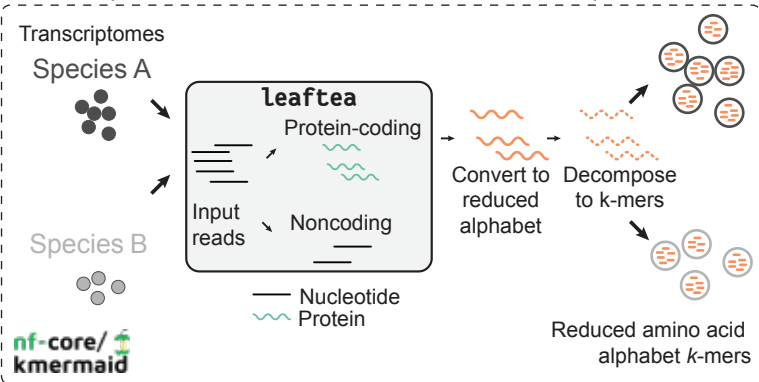 Transcriptomes
Species A
leaftea
Protein-coding
Input
reads
Noncoding
Convert to
reduced
alphabet
Decompose
to k-mers
Species B
Nucleotide
Protein
nf-core/
kmermaid
Reduced amino acid
alphabet k-mers